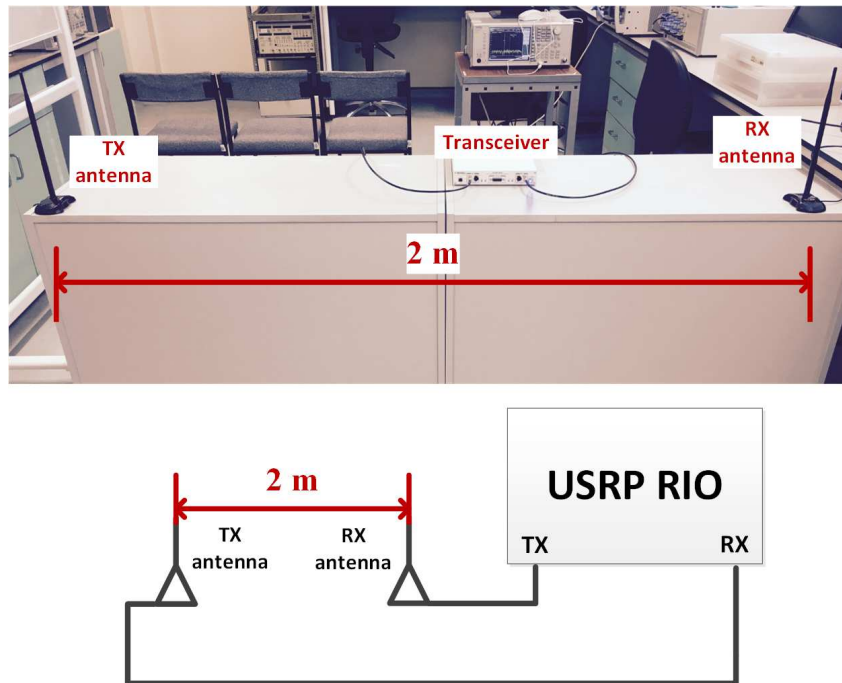 TX
antenna
Transceiver
RX
antenna
2 m
2 m
TX
antenna
RX
antenna
USRP RIO
TX
RX